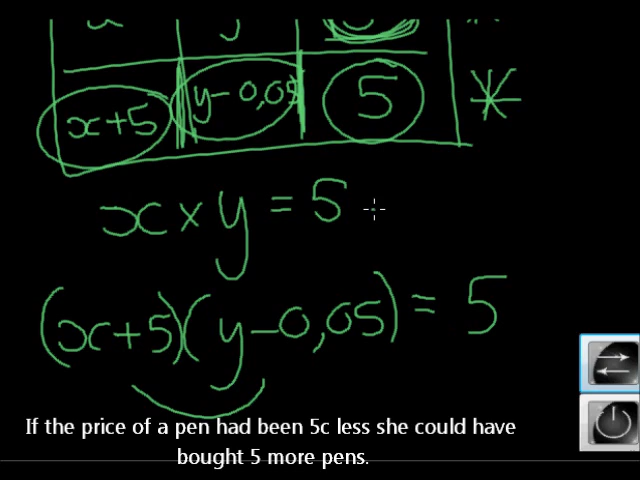 x y 5
x+5 y-0,05 5 *
x × y = 5
(x+5)(y-0,05) = 5
If the price of a pen had been 5c less she could have
bought 5 more pens.